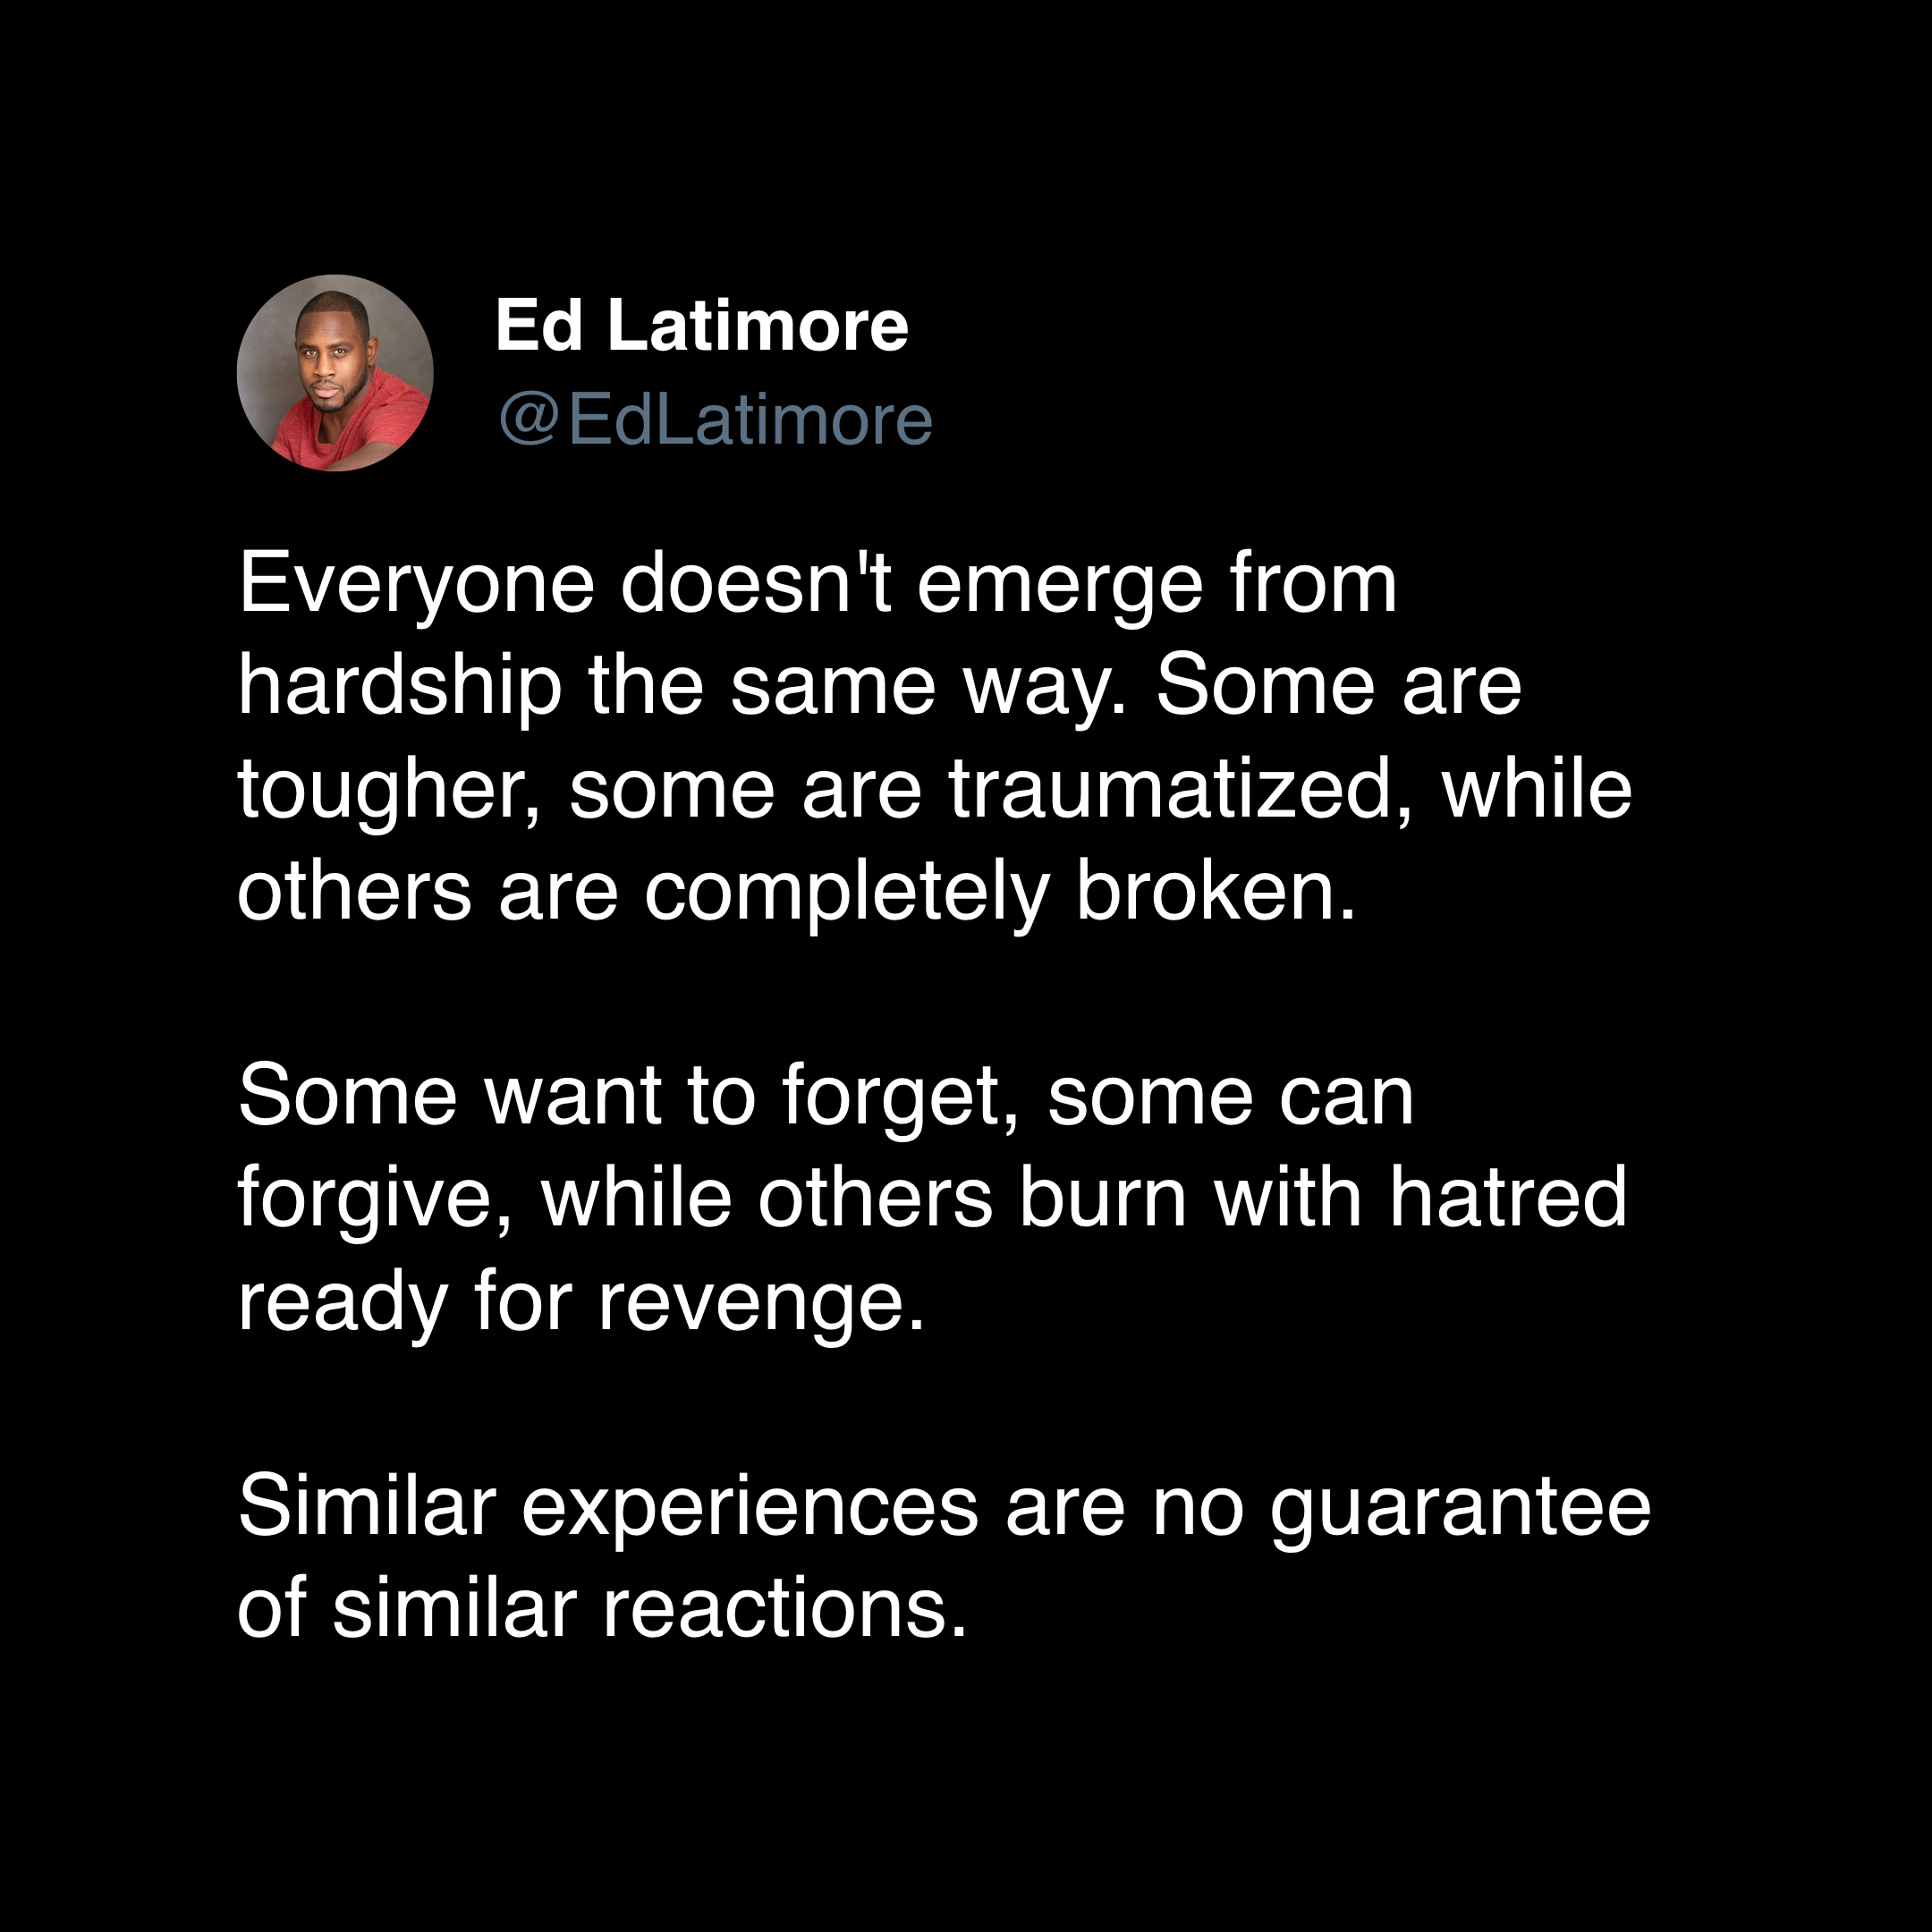 Ed Latimore
@EdLatimore
Everyone doesn't emerge from
hardship the same way. Some are
tougher, some are traumatized, while
others are completely broken.
Some want to forget, some can
forgive, while others burn with hatred
ready for revenge.
Similar experiences are no guarantee
of similar reactions.